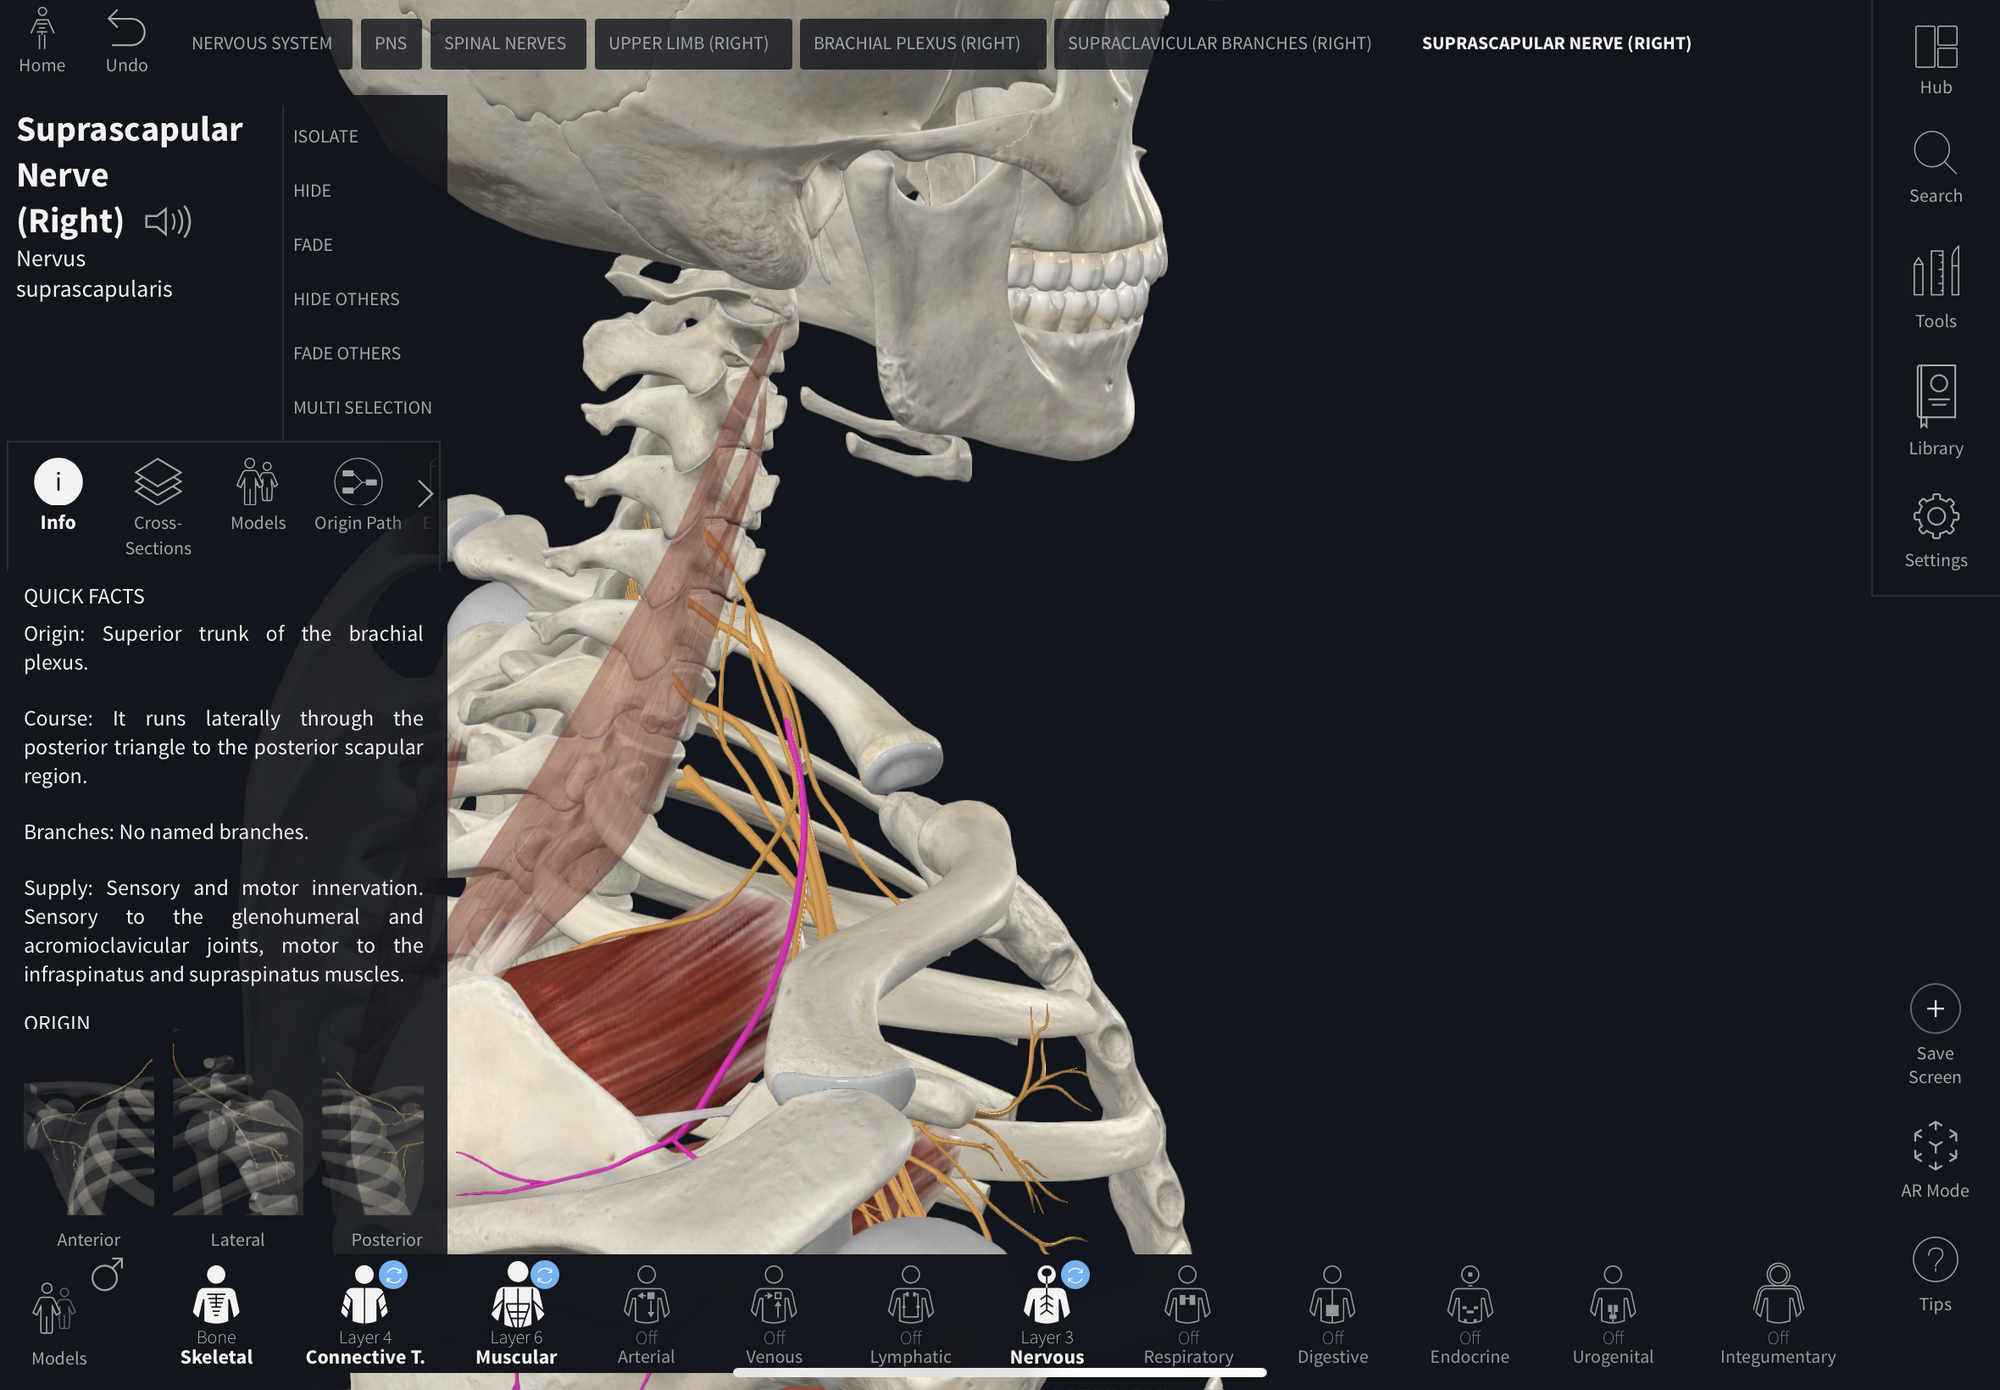 NERVOUS SYSTEM
PNS
SPINAL NERVES
UPPER LIMB (RIGHT)
BRACHIAL PLEXUS (RIGHT)
SUPRACLAVICULAR BRANCHES (RIGHT)
SUPRASCAPULAR NERVE (RIGHT)
Home
Undo
Suprascapular
Nerve
(Right)
Nervus
suprascapularis
ISOLATE
HIDE
FADE
HIDE OTHERS
FADE OTHERS
MULTI SELECTION
Info
Cross-
Sections
Models
Origin Path
QUICK FACTS
Origin: Superior trunk of the brachial
plexus.
Course: It runs laterally through the
posterior triangle to the posterior scapular
region.
Branches: No named branches.
Supply: Sensory and motor innervation.
Sensory to the glenohumeral and
acromioclavicular joints, motor to the
infraspinatus and supraspinatus muscles.
ORIGIN
Anterior
Lateral
Posterior
Hub
Search
Tools
Library
Settings
Save
Screen
AR Mode
Tips
Models
Bone
Skeletal
Layer 4
Connective T.
Layer 6
Muscular
Off
Arterial
Off
Venous
Off
Lymphatic
Layer 3
Nervous
Off
Respiratory
Off
Digestive
Off
Endocrine
Off
Urogenital
Off
Integumentary